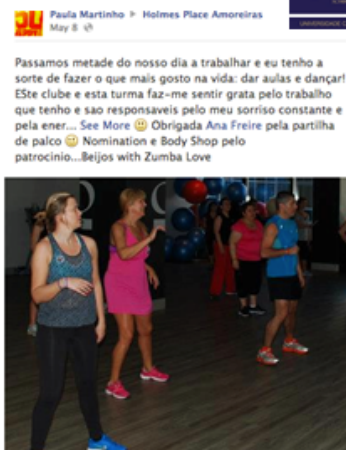 Paula Martinho ▶ Holmes Place Amoreiras
May 8
Passamos metade do nosso dia a trabalhar e eu tenho a
sorte de fazer o que mais gosto na vida: dar aulas e dançar!
ESte clube e esta turma faz-me sentir grata pelo trabalho
que tenho e sao responsaveis pelo meu sorriso constante e
pela ener... See More 🙂 Obrigada Ana Freire pela partilha
de palco 🙂 Nomination e Body Shop pelo
patrocinio...Beijos with Zumba Love